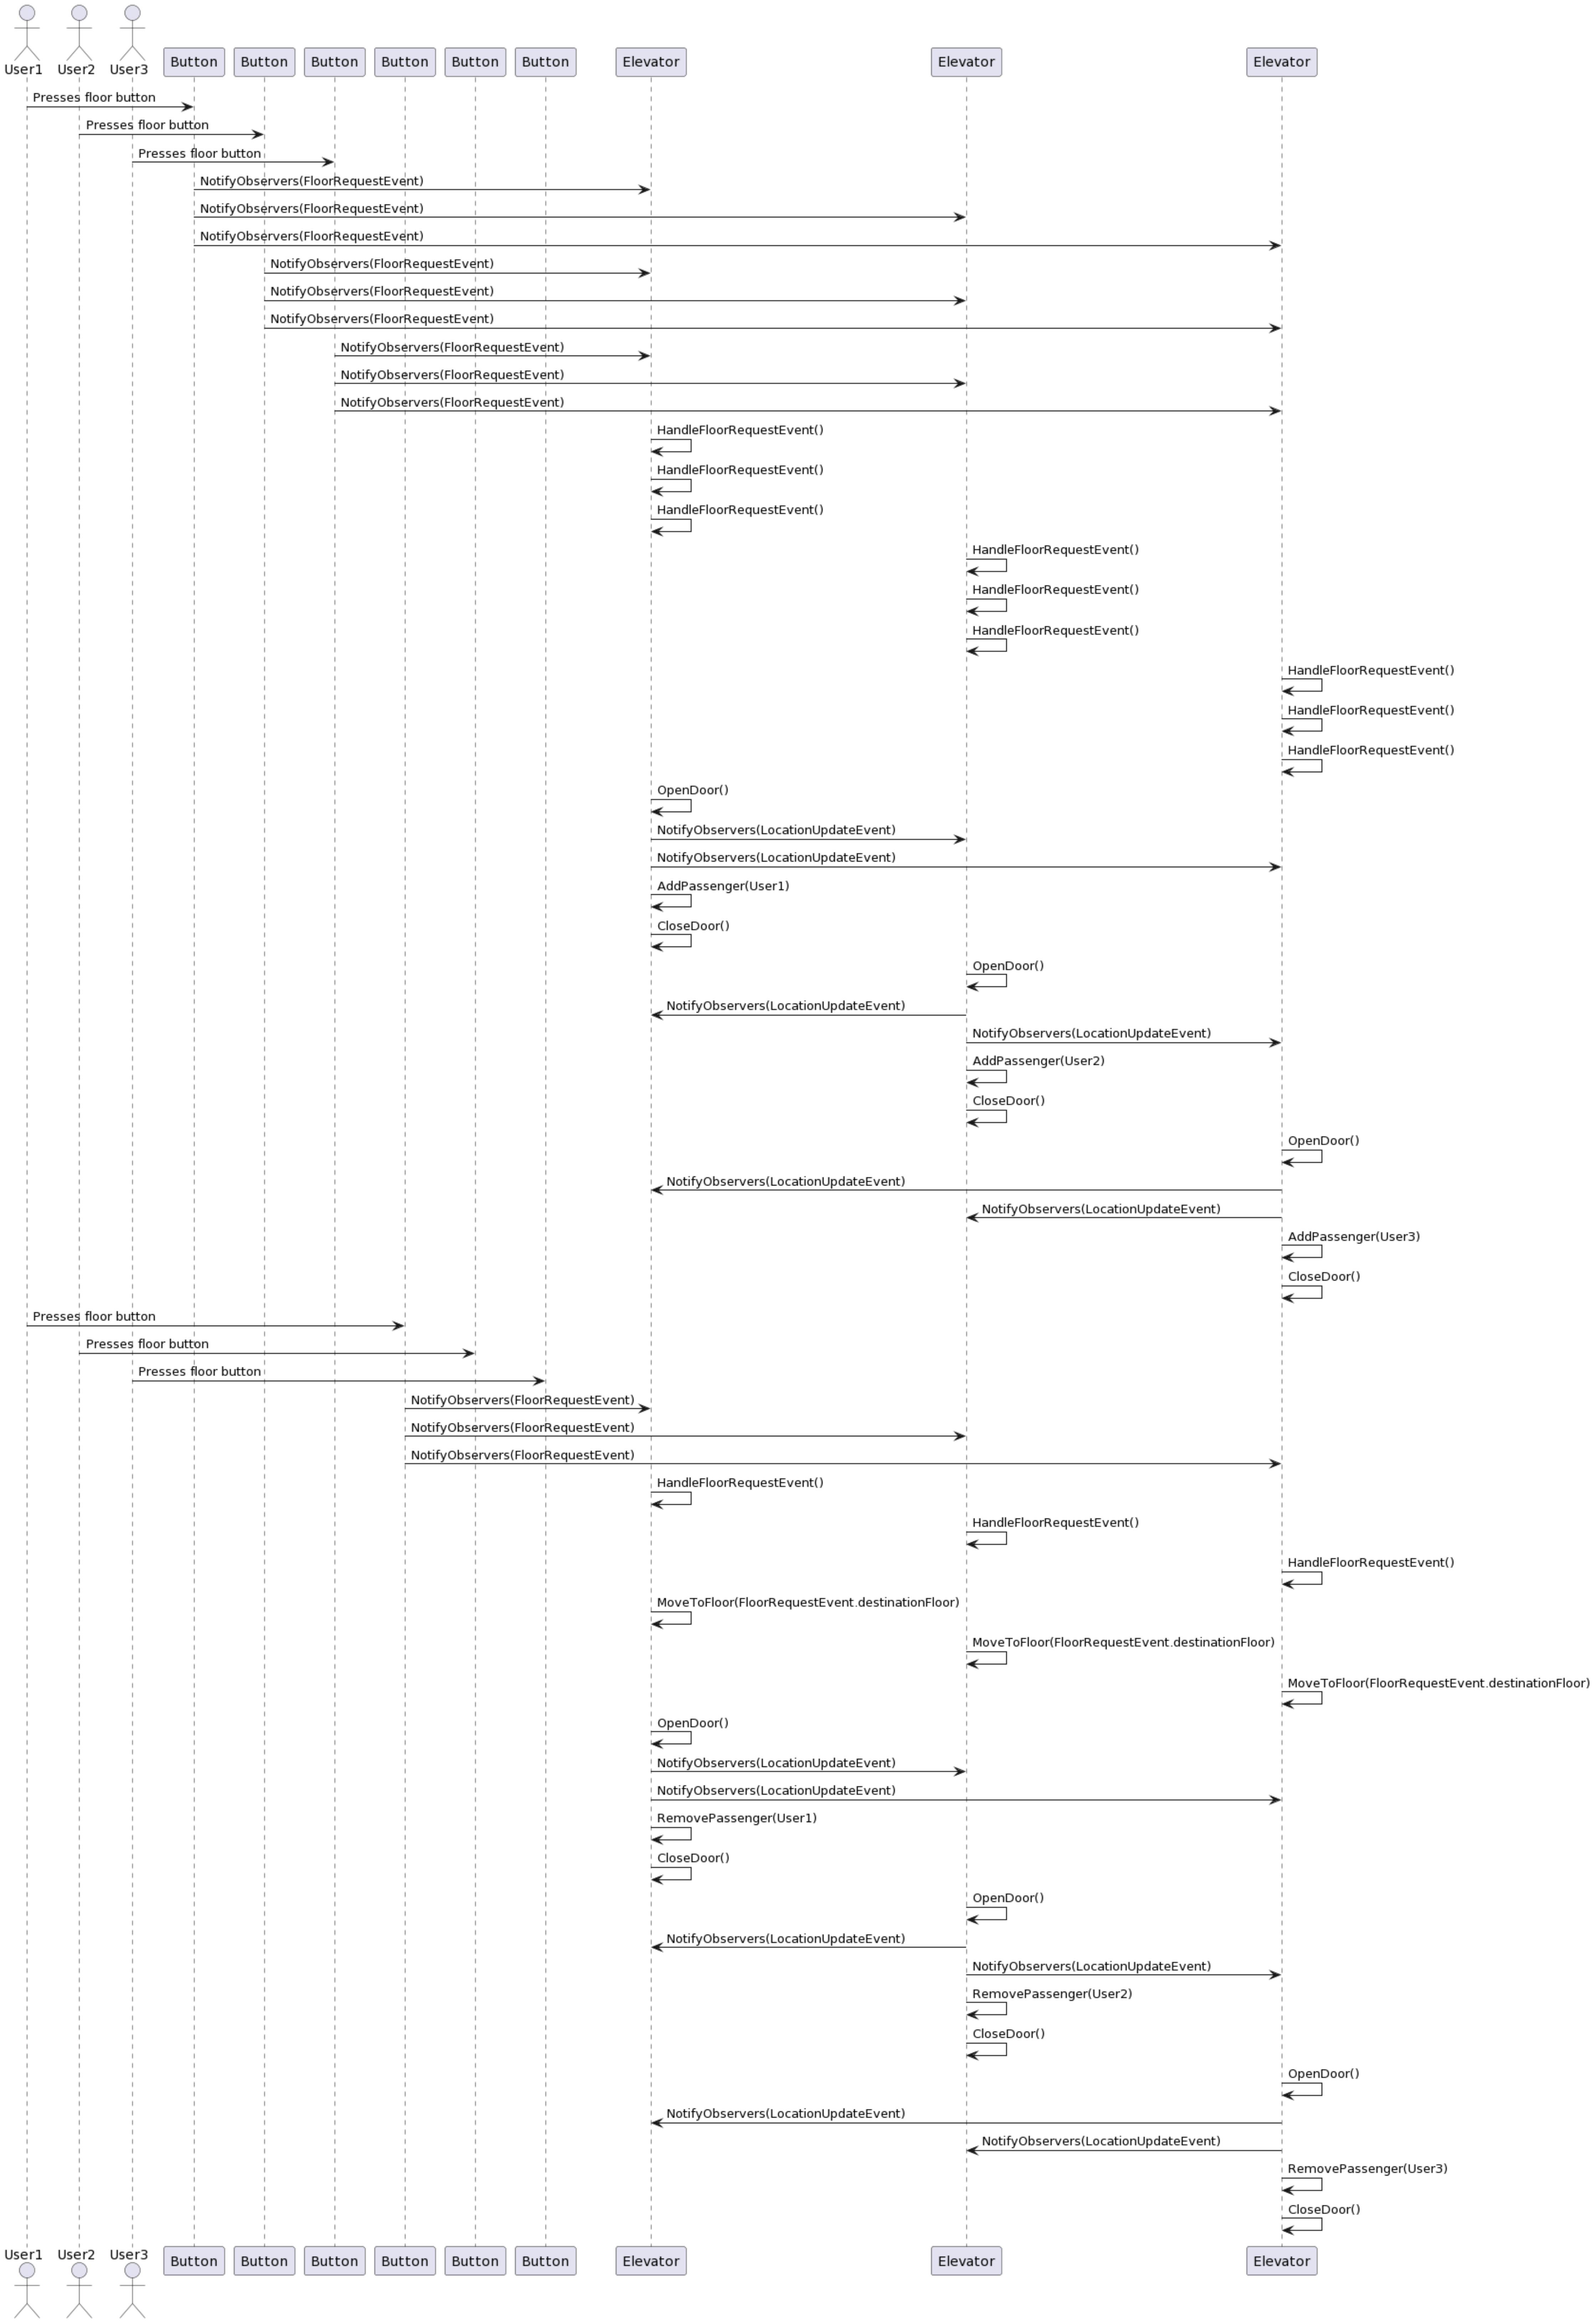 User1 User2 User3 Button Button Button Button Button Button Elevator Elevator Elevator
Presses floor button
Presses floor button
Presses floor button
NotifyObservers(FloorRequestEvent)
NotifyObservers(FloorRequestEvent)
NotifyObservers(FloorRequestEvent)
NotifyObservers(FloorRequestEvent)
NotifyObservers(FloorRequestEvent)
NotifyObservers(FloorRequestEvent)
NotifyObservers(FloorRequestEvent)
NotifyObservers(FloorRequestEvent)
NotifyObservers(FloorRequestEvent)
HandleFloorRequestEvent()
HandleFloorRequestEvent()
HandleFloorRequestEvent()
HandleFloorRequestEvent()
HandleFloorRequestEvent()
HandleFloorRequestEvent()
HandleFloorRequestEvent()
HandleFloorRequestEvent()
HandleFloorRequestEvent()
OpenDoor()
NotifyObservers(LocationUpdateEvent)
NotifyObservers(LocationUpdateEvent)
AddPassenger(User1)
CloseDoor()
OpenDoor()
NotifyObservers(LocationUpdateEvent)
NotifyObservers(LocationUpdateEvent)
AddPassenger(User2)
CloseDoor()
OpenDoor()
NotifyObservers(LocationUpdateEvent)
NotifyObservers(LocationUpdateEvent)
AddPassenger(User3)
CloseDoor()
Presses floor button
Presses floor button
Presses floor button
NotifyObservers(FloorRequestEvent)
NotifyObservers(FloorRequestEvent)
NotifyObservers(FloorRequestEvent)
HandleFloorRequestEvent()
HandleFloorRequestEvent()
HandleFloorRequestEvent()
MoveToFloor(FloorRequestEvent.destinationFloor)
MoveToFloor(FloorRequestEvent.destinationFloor)
MoveToFloor(FloorRequestEvent.destinationFloor)
OpenDoor()
NotifyObservers(LocationUpdateEvent)
NotifyObservers(LocationUpdateEvent)
RemovePassenger(User1)
CloseDoor()
OpenDoor()
NotifyObservers(LocationUpdateEvent)
NotifyObservers(LocationUpdateEvent)
RemovePassenger(User2)
CloseDoor()
OpenDoor()
NotifyObservers(LocationUpdateEvent)
NotifyObservers(LocationUpdateEvent)
RemovePassenger(User3)
CloseDoor()
User1 User2 User3 Button Button Button Button Button Button Elevator Elevator Elevator